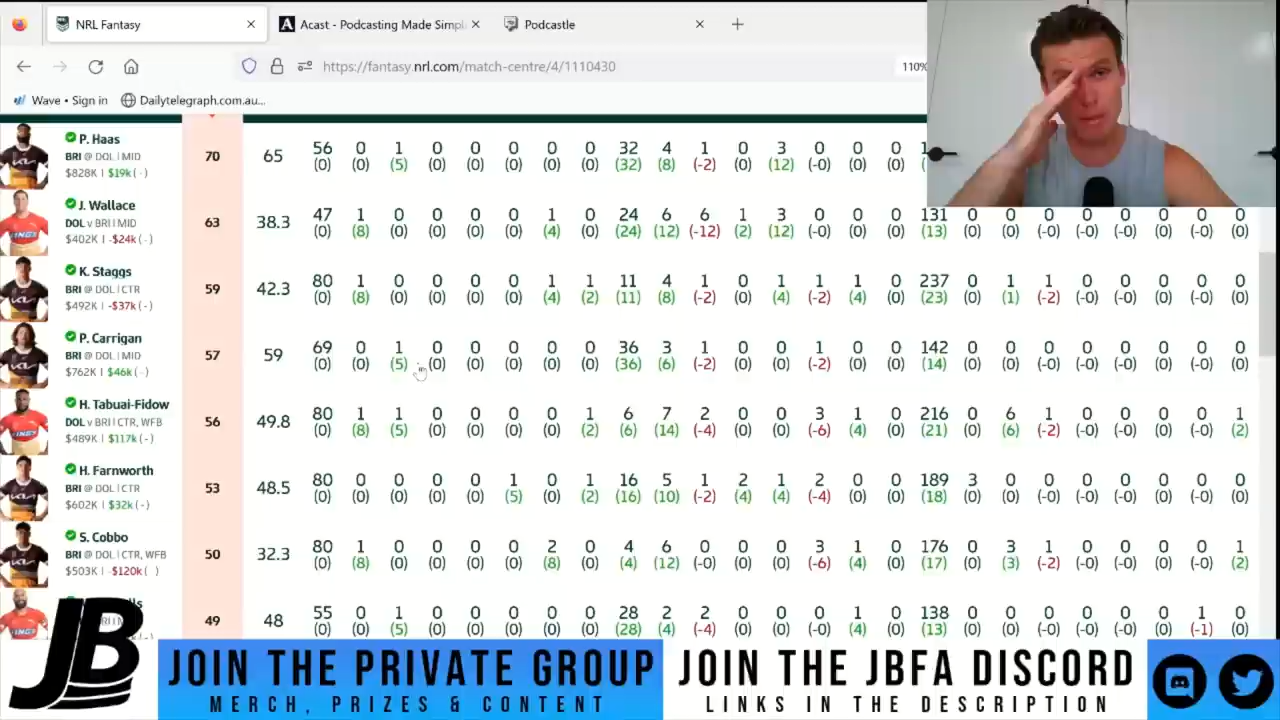 NRL Fantasy
Acast - Podcasting Made Simpl
Podcastle
https://fantasy.nrl.com/match-centre/4/1110430
110%
Wave • Sign in
Dailytelegraph.com.au...
P. Haas 70 65 56 0 1 0 0 0 0 0 32 4 1 0 3 0 0 0
BRI @ DOL | MID (0) (0) (5) (0) (0) (0) (0) (0) (32) (8) (-2) (0) (12) (-0) (0) (0)
$828K | $19k (-)
J. Wallace 63 38.3 47 1 0 0 0 0 1 0 24 6 6 1 3 0 0 0 131 0 0 0 0 0 0 0 0
DOL v BRI | MID (0) (8) (0) (0) (0) (0) (4) (0) (24) (12) (-12) (2) (12) (-0) (0) (0) (13) (0) (0) (-0) (-0) (-0) (0) (-0) (0)
$402K | -$24k (-)
K. Staggs 59 42.3 80 1 0 0 0 0 1 1 11 4 1 0 1 1 1 0 237 0 1 1 0 0 0 0 0
BRI @ DOL | CTR (0) (8) (0) (0) (0) (0) (4) (2) (11) (8) (-2) (0) (4) (-2) (4) (0) (23) (0) (1) (-2) (-0) (-0) (0) (-0) (0)
$492K | -$37k (-)
P. Carrigan 57 59 69 0 1 0 0 0 0 0 36 3 1 0 0 1 0 0 142 0 0 0 0 0 0 0 0
BRI @ DOL | MID (0) (0) (5) (0) (0) (0) (0) (0) (36) (6) (-2) (0) (0) (-2) (0) (0) (14) (0) (0) (-0) (-0) (-0) (0) (-0) (0)
$762K | $46k (-)
H. Tabuai-Fidow 56 49.8 80 1 1 0 0 0 0 1 6 7 2 0 0 3 1 0 216 0 6 1 0 0 0 0 1
DOL v BRI | CTR, WFB (0) (8) (5) (0) (0) (0) (0) (2) (6) (14) (-4) (0) (0) (-6) (4) (0) (21) (0) (6) (-2) (-0) (-0) (0) (-0) (2)
$489K | $117k (-)
H. Farnworth 53 48.5 80 0 0 0 0 1 0 1 16 5 1 2 1 2 0 0 189 3 0 0 0 0 0 0 0
BRI @ DOL | CTR (0) (0) (0) (0) (0) (5) (0) (2) (16) (10) (-2) (4) (4) (-4) (0) (0) (18) (0) (0) (-0) (-0) (-0) (0) (-0) (0)
$602K | $32k (-)
S. Cobbo 50 32.3 80 1 0 0 0 0 2 0 4 6 0 0 0 3 1 0 176 0 3 1 0 0 0 0 1
BRI @ DOL | CTR, WFB (0) (8) (0) (0) (0) (0) (8) (0) (4) (12) (-0) (0) (0) (-6) (4) (0) (17) (0) (3) (-2) (-0) (-0) (0) (-0) (2)
$503K | -$120k ( )
49 48 55 0 1 0 0 0 0 0 28 2 2 0 0 0 1 0 138 0 0 0 0 0 0 1 0
(0) (0) (5) (0) (0) (0) (0) (0) (28) (4) (-4) (0) (0) (-0) (4) (0) (13) (0) (0) (-0) (-0) (-0) (0) (-1) (0)
JB
JOIN THE PRIVATE GROUP
MERCH, PRIZES & CONTENT
JOIN THE JBFA DISCORD
LINKS IN THE DESCRIPTION